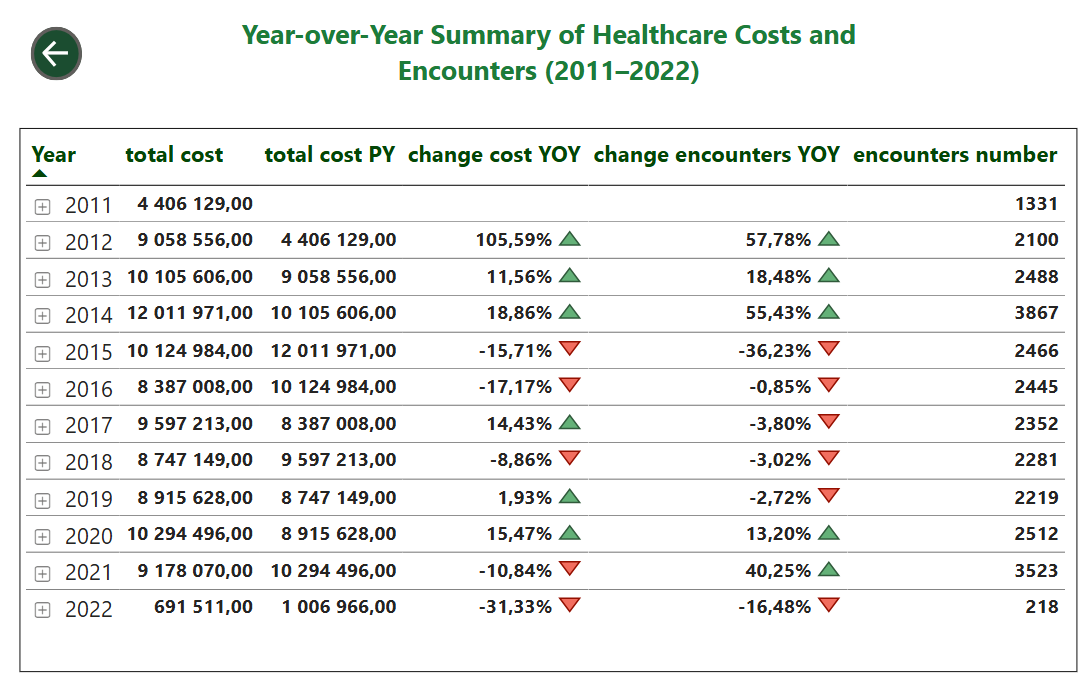 Year-over-Year Summary of Healthcare Costs and
Encounters (2011–2022)
Year total cost total cost PY change cost YOY change encounters YOY encounters number
2011 4 406 129,00 1331
2012 9 058 556,00 4 406 129,00 105,59% 57,78% 2100
2013 10 105 606,00 9 058 556,00 11,56% 18,48% 2488
2014 12 011 971,00 10 105 606,00 18,86% 55,43% 3867
2015 10 124 984,00 12 011 971,00 -15,71% -36,23% 2466
2016 8 387 008,00 10 124 984,00 -17,17% -0,85% 2445
2017 9 597 213,00 8 387 008,00 14,43% -3,80% 2352
2018 8 747 149,00 9 597 213,00 -8,86% -3,02% 2281
2019 8 915 628,00 8 747 149,00 1,93% -2,72% 2219
2020 10 294 496,00 8 915 628,00 15,47% 13,20% 2512
2021 9 178 070,00 10 294 496,00 -10,84% 40,25% 3523
2022 691 511,00 1 006 966,00 -31,33% -16,48% 218